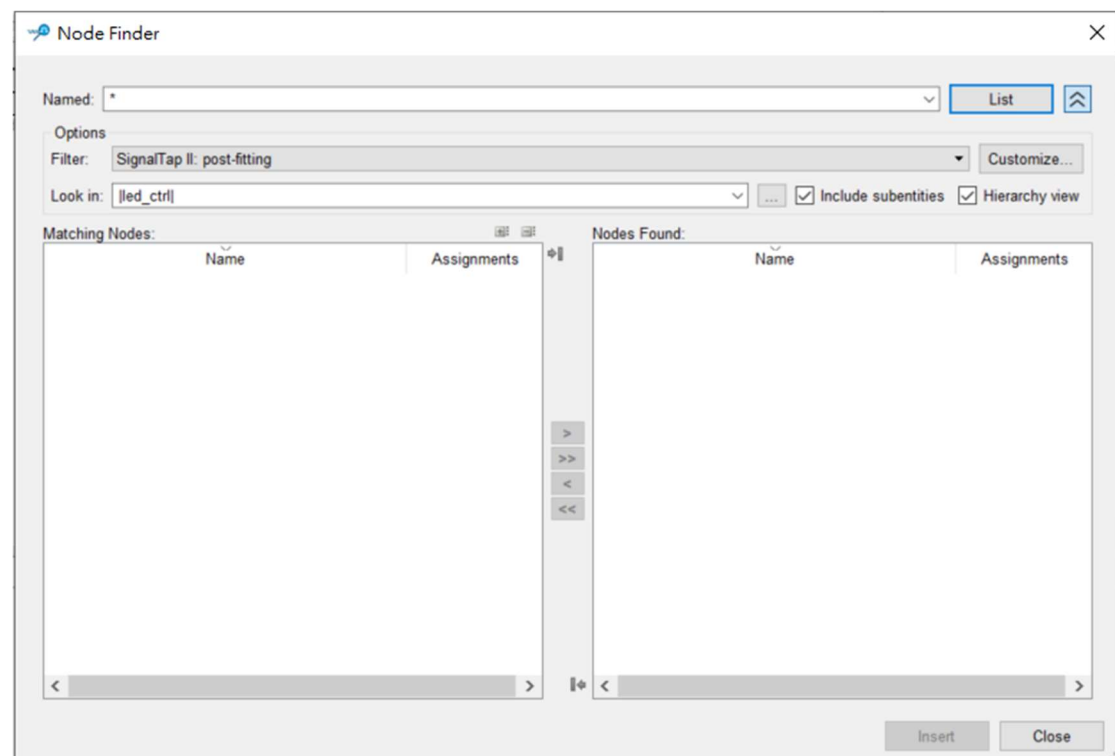 Node Finder
Named: * List
Options
Filter: SignalTap II: post-fitting Customize...
Look in: |led_ctrl| ... Include subentities Hierarchy view
Matching Nodes: Nodes Found:
Name Assignments Name Assignments
>
>>
<
<<
Insert Close